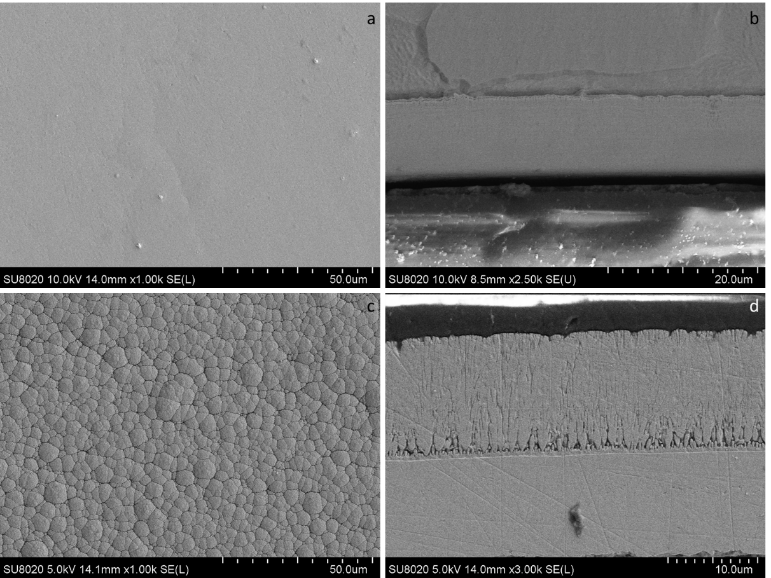 a
SU8020 10.0kV 14.0mm x1.00k SE(L) 50.0um
b
SU8020 10.0kV 8.5mm x2.50k SE(U) 20.0um
c
SU8020 5.0kV 14.1mm x1.00k SE(L) 50.0um
d
SU8020 5.0kV 14.0mm x3.00k SE(L) 10.0um